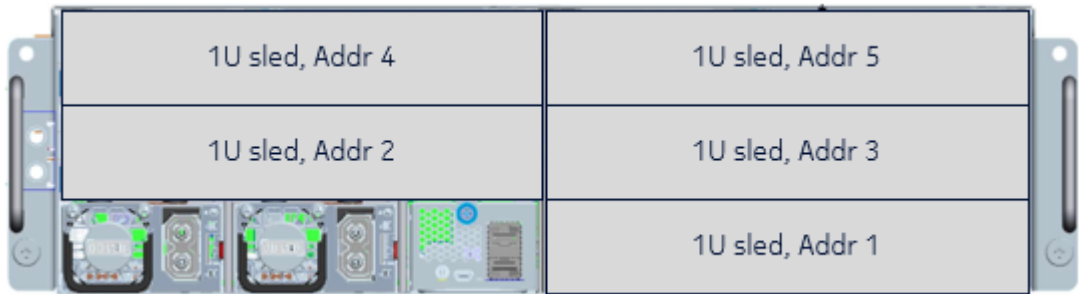 1U sled, Addr 4
1U sled, Addr 5
1U sled, Addr 2
1U sled, Addr 3
1U sled, Addr 1